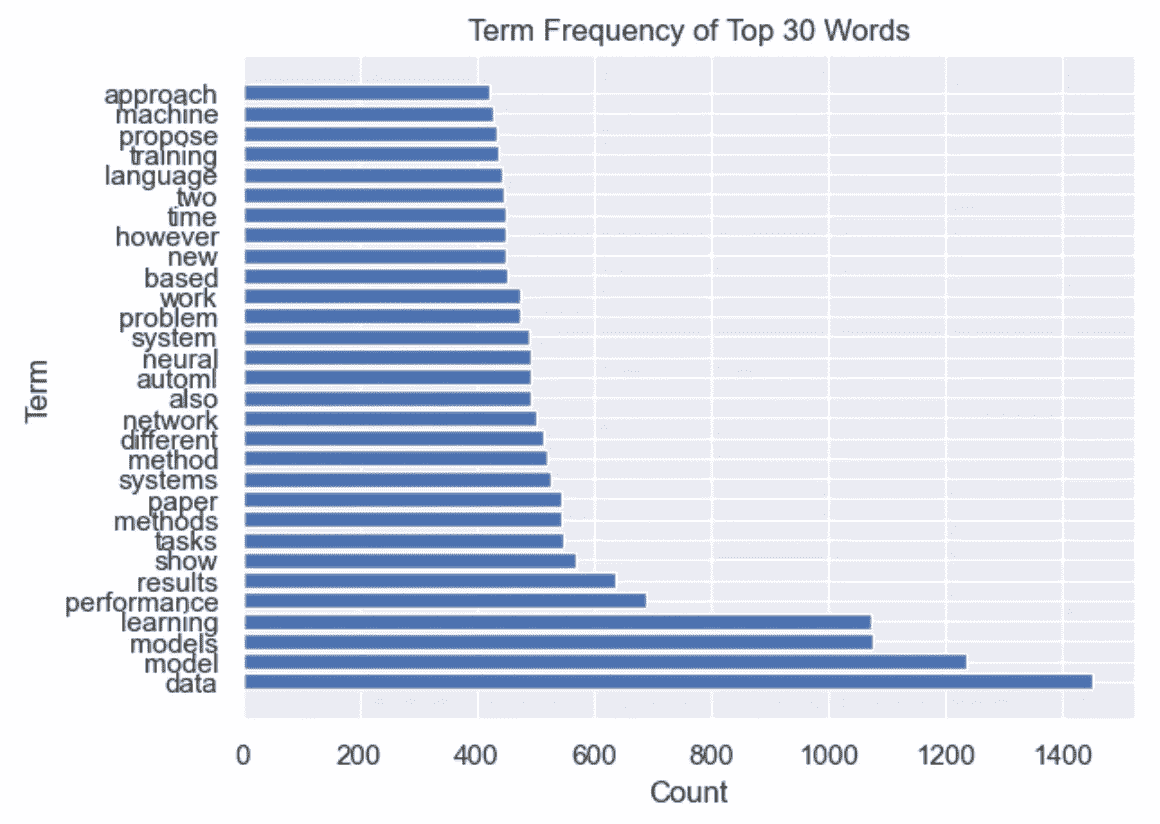 Term Frequency of Top 30 Words
approach
machine
propose
training
language
two
time
however
new
based
work
problem
system
neural
automl
also
network
different
method
systems
paper
methods
tasks
show
results
performance
learning
models
model
data
Term
0 200 400 600 800 1000 1200 1400
Count